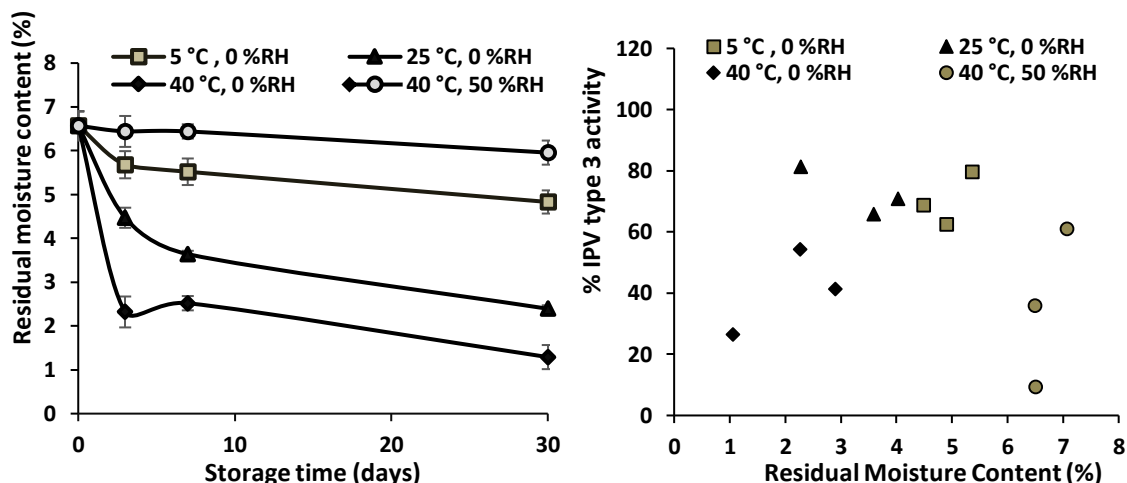 Residual moisture content (%)
8
7
6
5
4
3
2
1
0
5 °C , 0 %RH
25 °C, 0 %RH
40 °C, 0 %RH
40 °C, 50 %RH
0
10
20
30
Storage time (days)
% IPV type 3 activity
120
100
80
60
40
20
0
5 °C, 0 %RH
25 °C, 0 %RH
40 °C, 0 %RH
40 °C, 50 %RH
0
1
2
3
4
5
6
7
8
Residual Moisture Content (%)